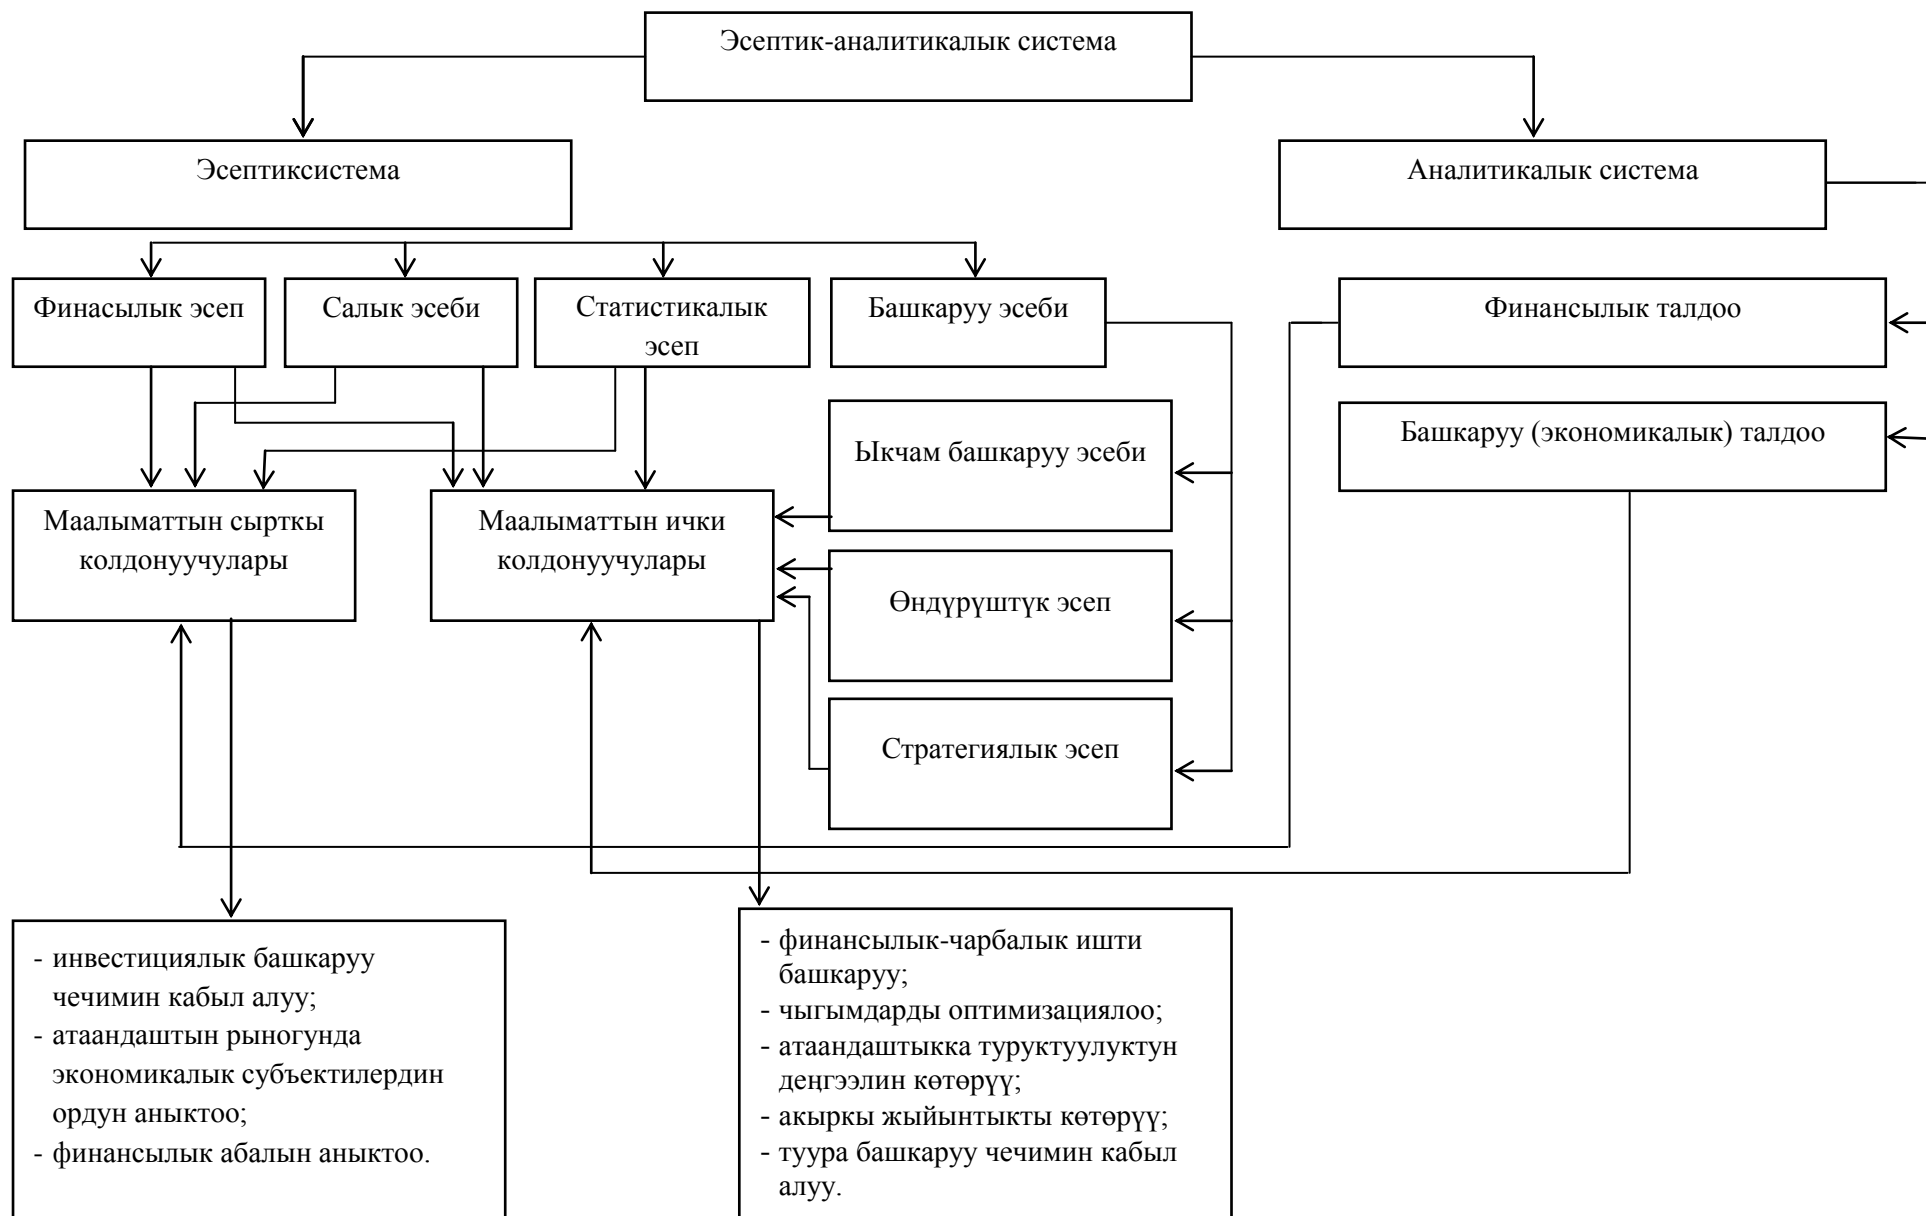 Эсептик-аналитикалык система
Эсептиксистема
Аналитикалык система
Финасылык эсеп
Салык эсеби
Статистикалык
эсеп
Башкаруу эсеби
Финансылык талдоо
Башкаруу (экономикалык) талдоо
Ыкчам башкаруу эсеби
Маалыматтын сырткы
колдонуучулары
Маалыматтын ички
колдонуучулары
Өндүрүштүк эсеп
Стратегиялык эсеп
- инвестициялык башкаруу
чечимин кабыл алуу;
- атаандаштын рыногунда
экономикалык субъектилердин
ордун аныктоо;
- финансылык абалын аныктоо.
- финансылык-чарбалык ишти
башкаруу;
- чыгымдарды оптимизациялоо;
- атаандаштыкка туруктуулуктун
деңгээлин көтөрүү;
- акыркы жыйынтыкты көтөрүү;
- туура башкаруу чечимин кабыл
алуу.